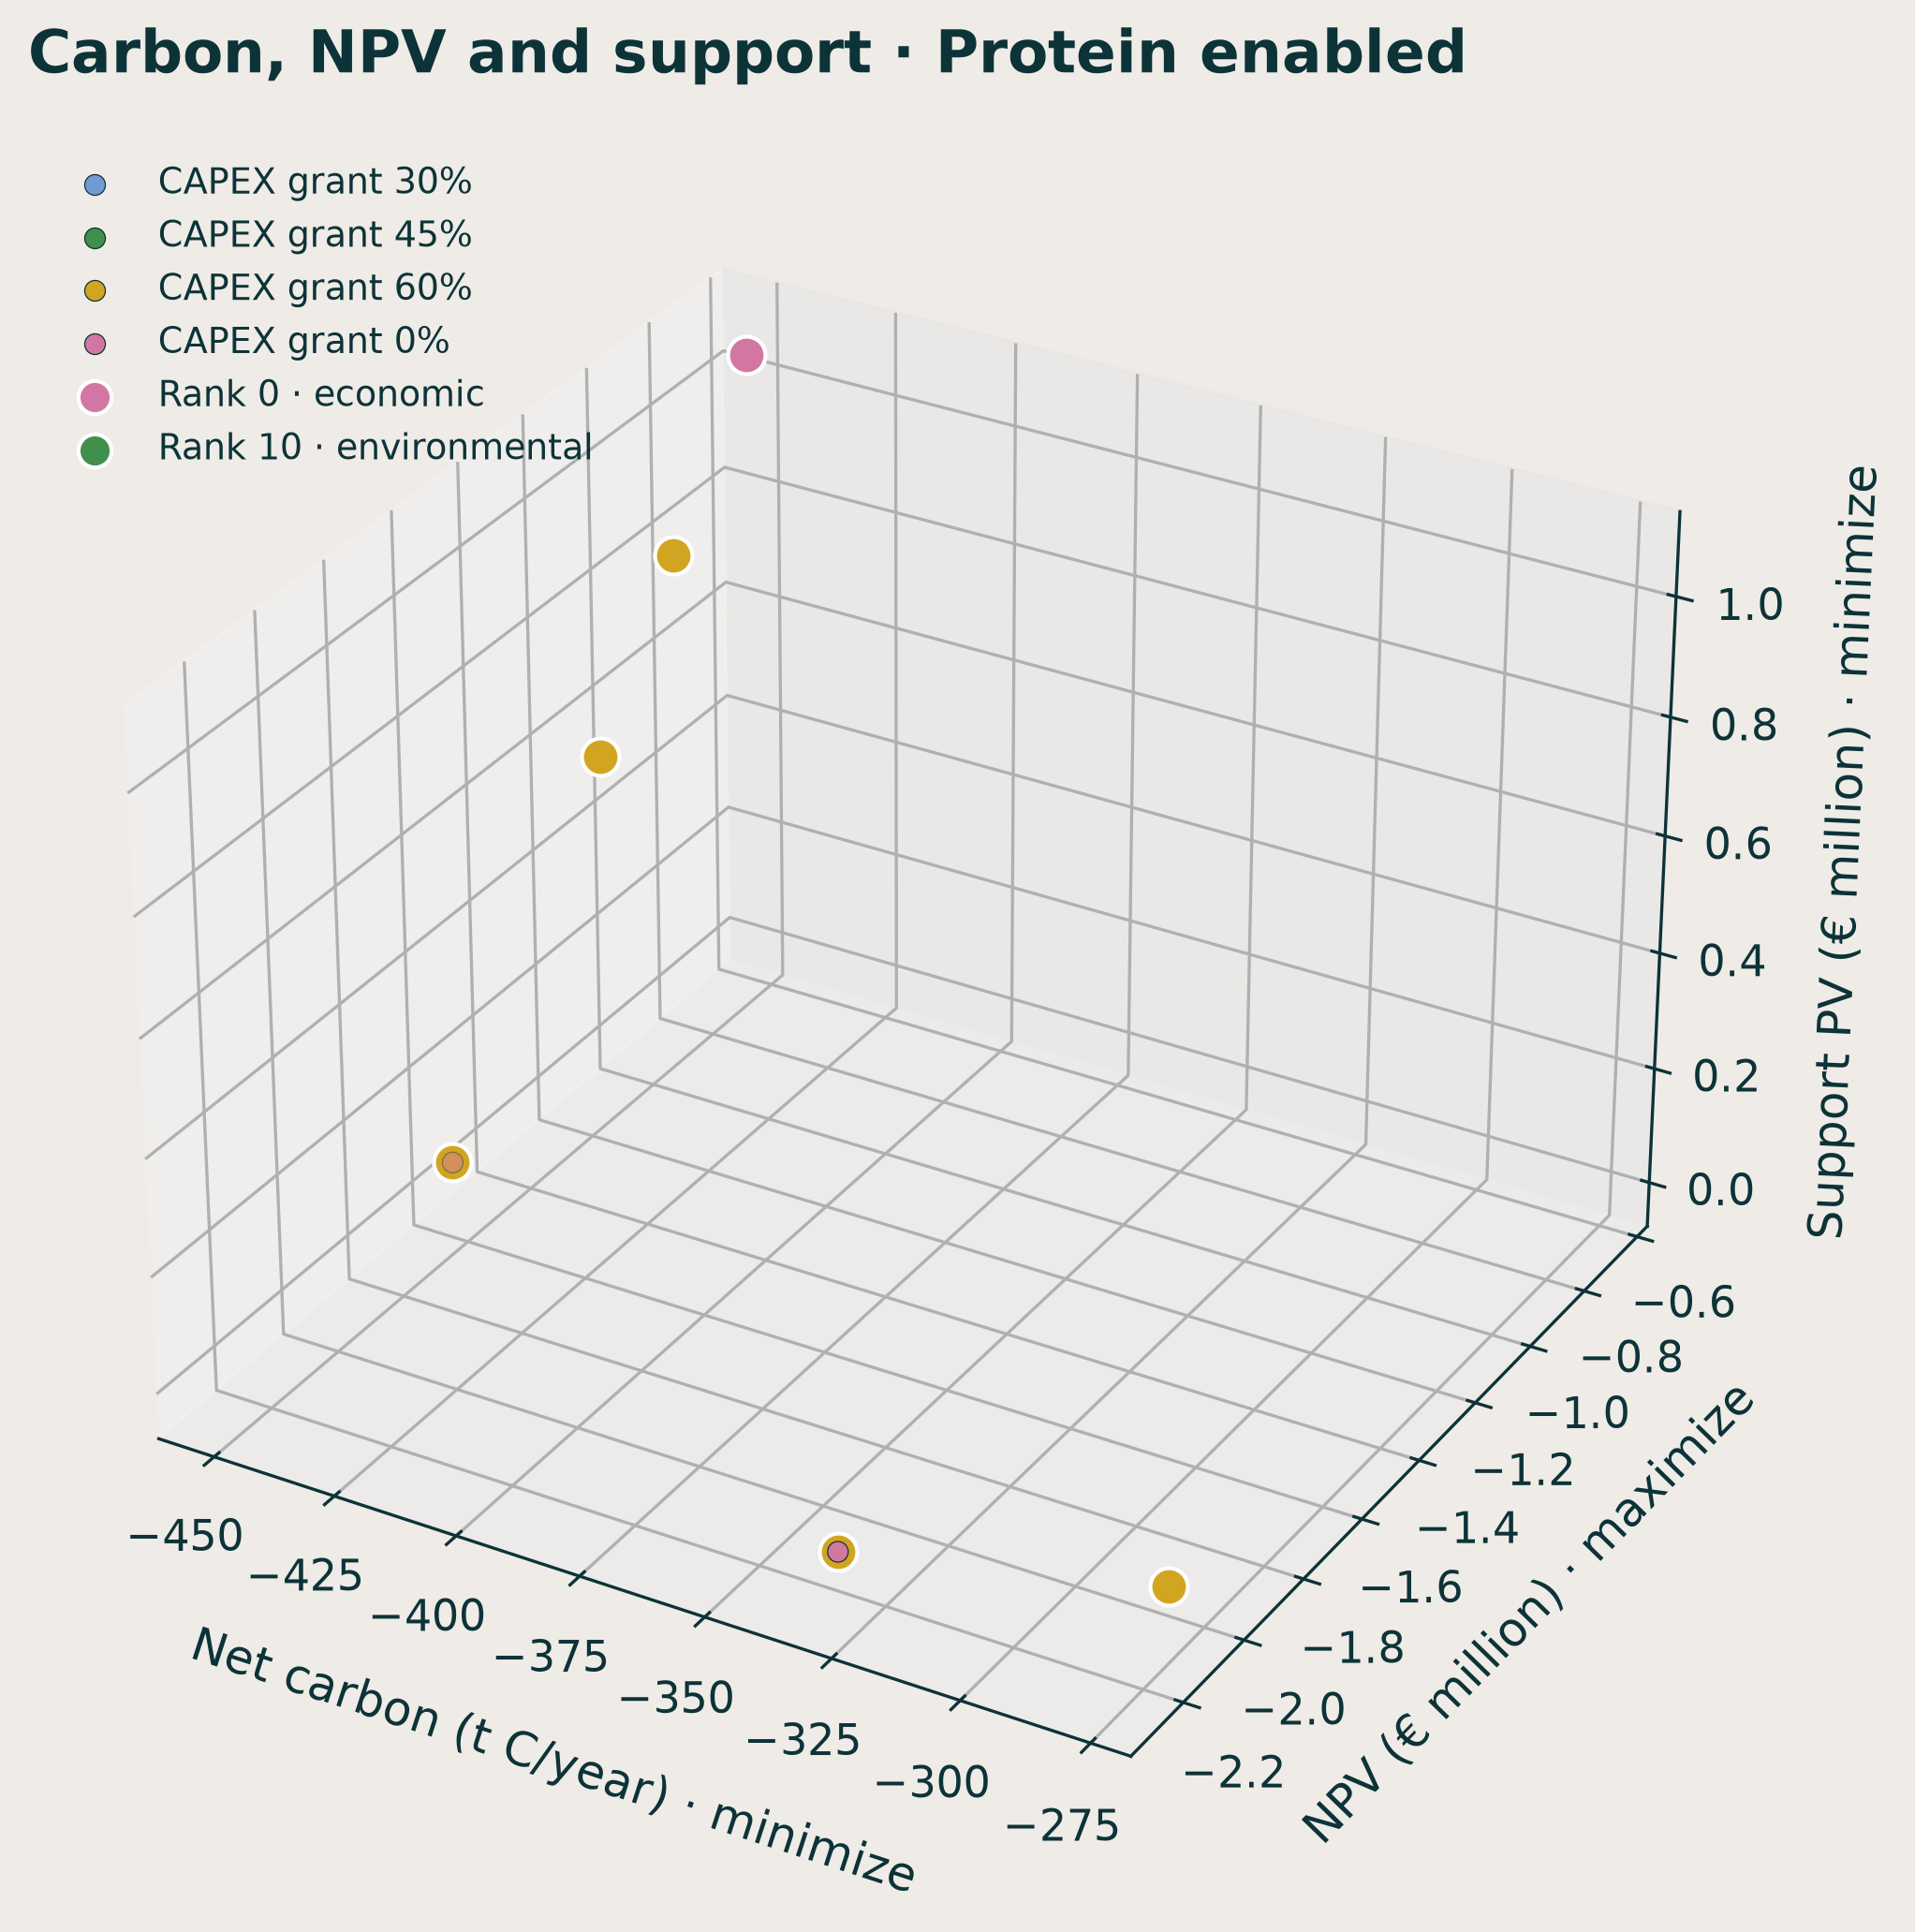 Carbon, NPV and support · Protein enabled
CAPEX grant 30%
CAPEX grant 45%
CAPEX grant 60%
CAPEX grant 0%
Rank 0 · economic
Rank 10 · environmental
1.0
0.8
0.6
0.4
0.2
0.0
Support PV (€ million) · minimize
−0.6
−0.8
−1.0
−1.2
−1.4
−1.6
−1.8
−2.0
−2.2
NPV (€ million) · maximize
−450
−425
−400
−375
−350
−325
−300
−275
Net carbon (t C/year) · minimize